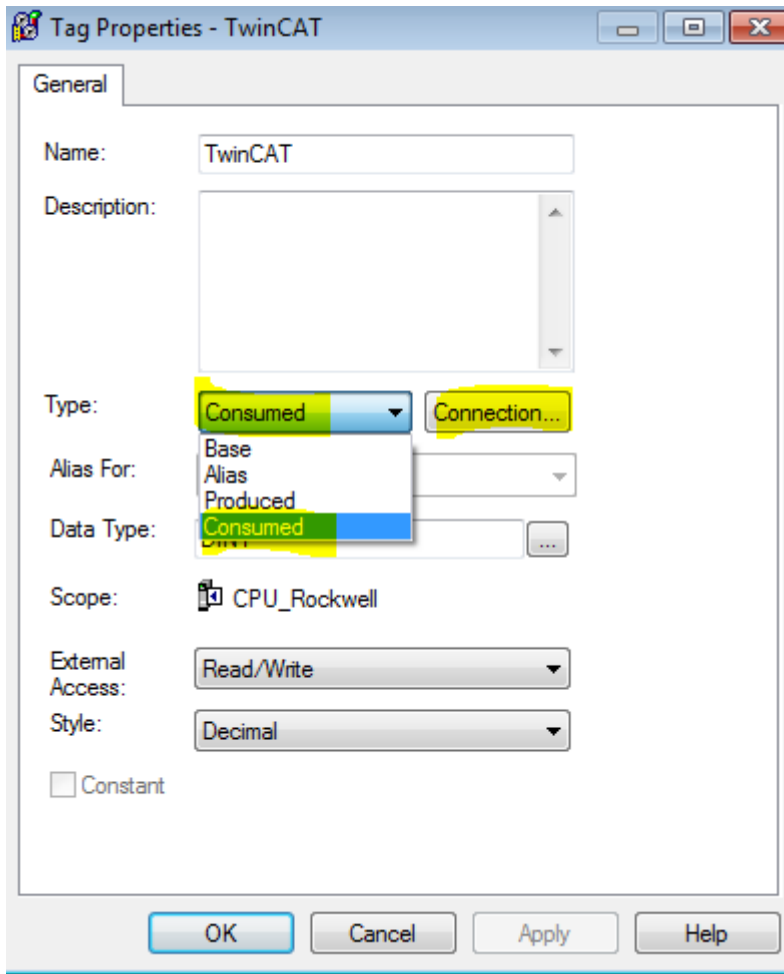 Tag Properties - TwinCAT
General
Name: TwinCAT
Description:
Type: Consumed Connection...
Base
Alias For:
Alias
Produced
Data Type: Consumed
...
Scope: CPU_Rockwell
External Access: Read/Write
Style: Decimal
Constant
OK Cancel Apply Help